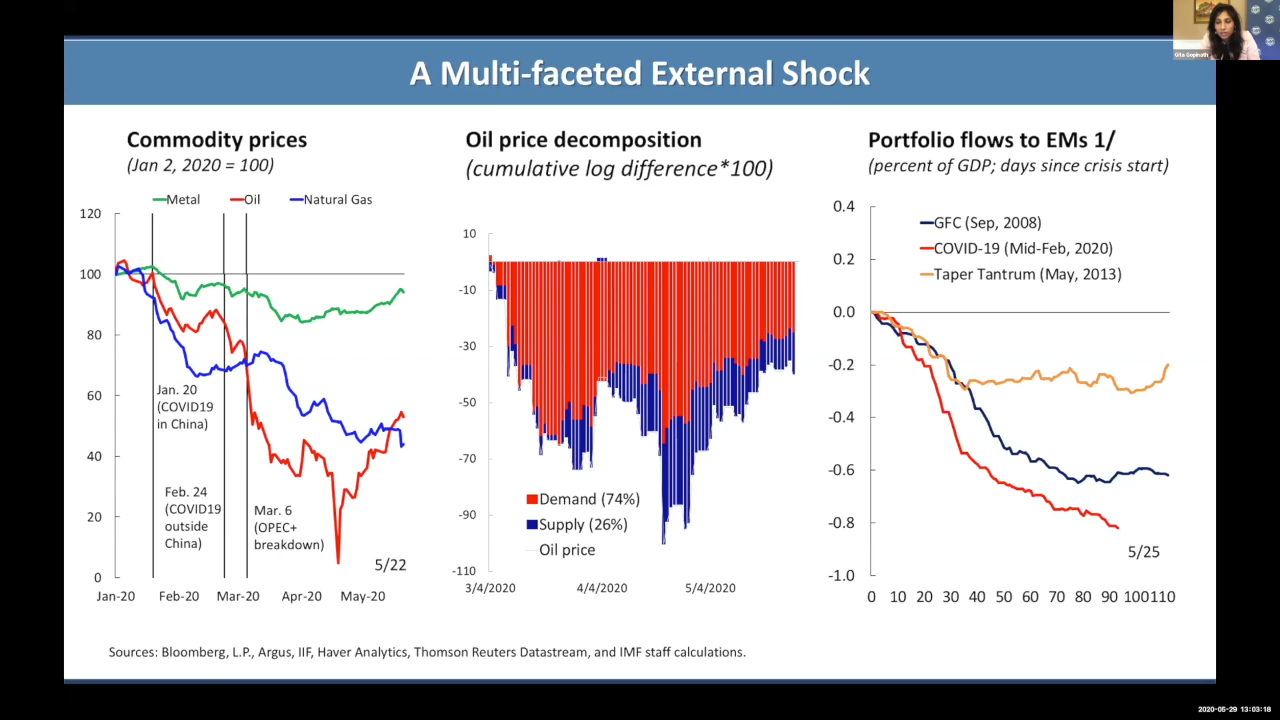 A Multi-faceted External Shock
Gita Gopinath
Commodity prices
(Jan 2, 2020 = 100)
Metal Oil Natural Gas
120
100
80
60
40
20
0
Jan. 20
(COVID19
in China)
Feb. 24
(COVID19
outside
China)
Mar. 6
(OPEC+
breakdown)
5/22
Jan-20 Feb-20 Mar-20 Apr-20 May-20
Oil price decomposition
(cumulative log difference*100)
10
-10
-30
-50
-70
-90
-110
Demand (74%)
Supply (26%)
Oil price
3/4/2020 4/4/2020 5/4/2020
Portfolio flows to EMs 1/
(percent of GDP; days since crisis start)
0.4
0.2
0.0
-0.2
-0.4
-0.6
-0.8
-1.0
GFC (Sep, 2008)
COVID-19 (Mid-Feb, 2020)
Taper Tantrum (May, 2013)
5/25
0 10 20 30 40 50 60 70 80 90 100 110
Sources: Bloomberg, L.P., Argus, IIF, Haver Analytics, Thomson Reuters Datastream, and IMF staff calculations.
2020-05-29 13:03:18